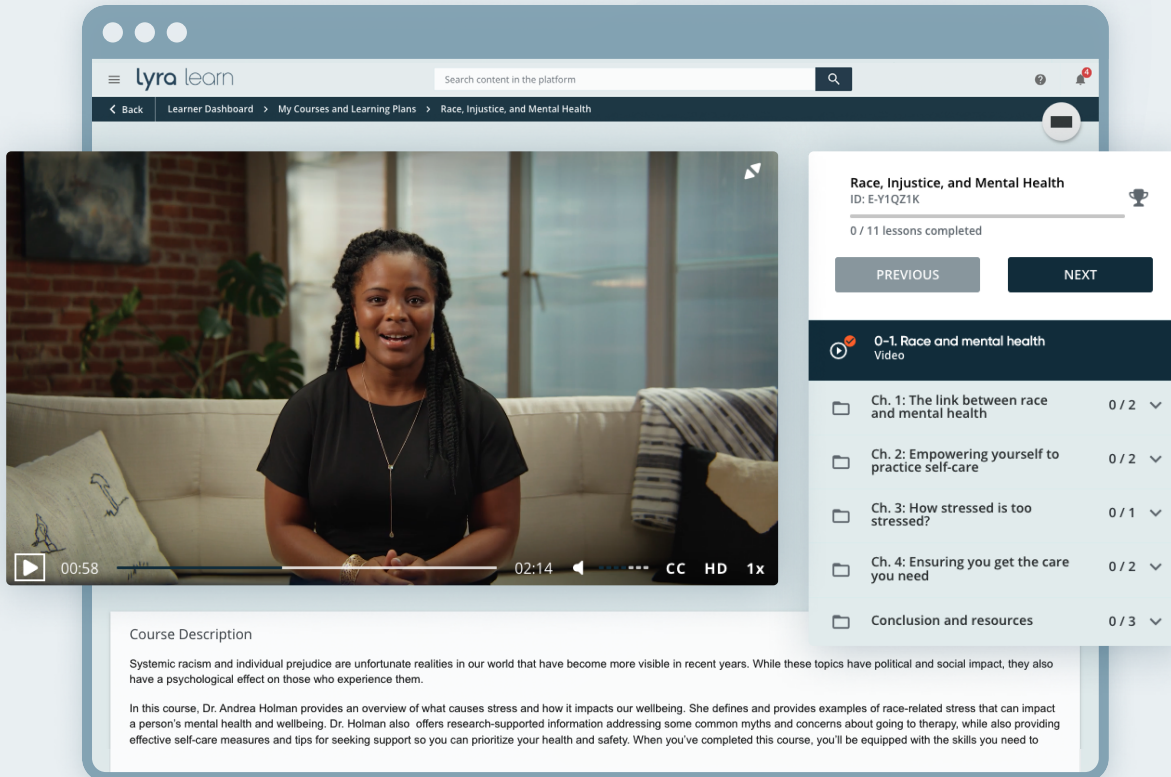 lyra learn
Search content in the platform
4
Back
Learner Dashboard > My Courses and Learning Plans > Race, Injustice, and Mental Health
Race, Injustice, and Mental Health
ID: E-Y1QZ1K
0 / 11 lessons completed
PREVIOUS
NEXT
0-1. Race and mental health
Video
Ch. 1: The link between race
and mental health
0 / 2
Ch. 2: Empowering yourself to
practice self-care
0 / 2
Ch. 3: How stressed is too
stressed?
0 / 1
Ch. 4: Ensuring you get the care
you need
0 / 2
Conclusion and resources
0 / 3
00:58
02:14
CC
HD
1x
Course Description
Systemic racism and individual prejudice are unfortunate realities in our world that have become more visible in recent years. While these topics have political and social impact, they also
have a psychological effect on those who experience them.
In this course, Dr. Andrea Holman provides an overview of what causes stress and how it impacts our wellbeing. She defines and provides examples of race-related stress that can impact
a person's mental health and wellbeing. Dr. Holman also offers research-supported information addressing some common myths and concerns about going to therapy, while also providing
effective self-care measures and tips for seeking support so you can prioritize your health and safety. When you've completed this course, you'll be equipped with the skills you need to